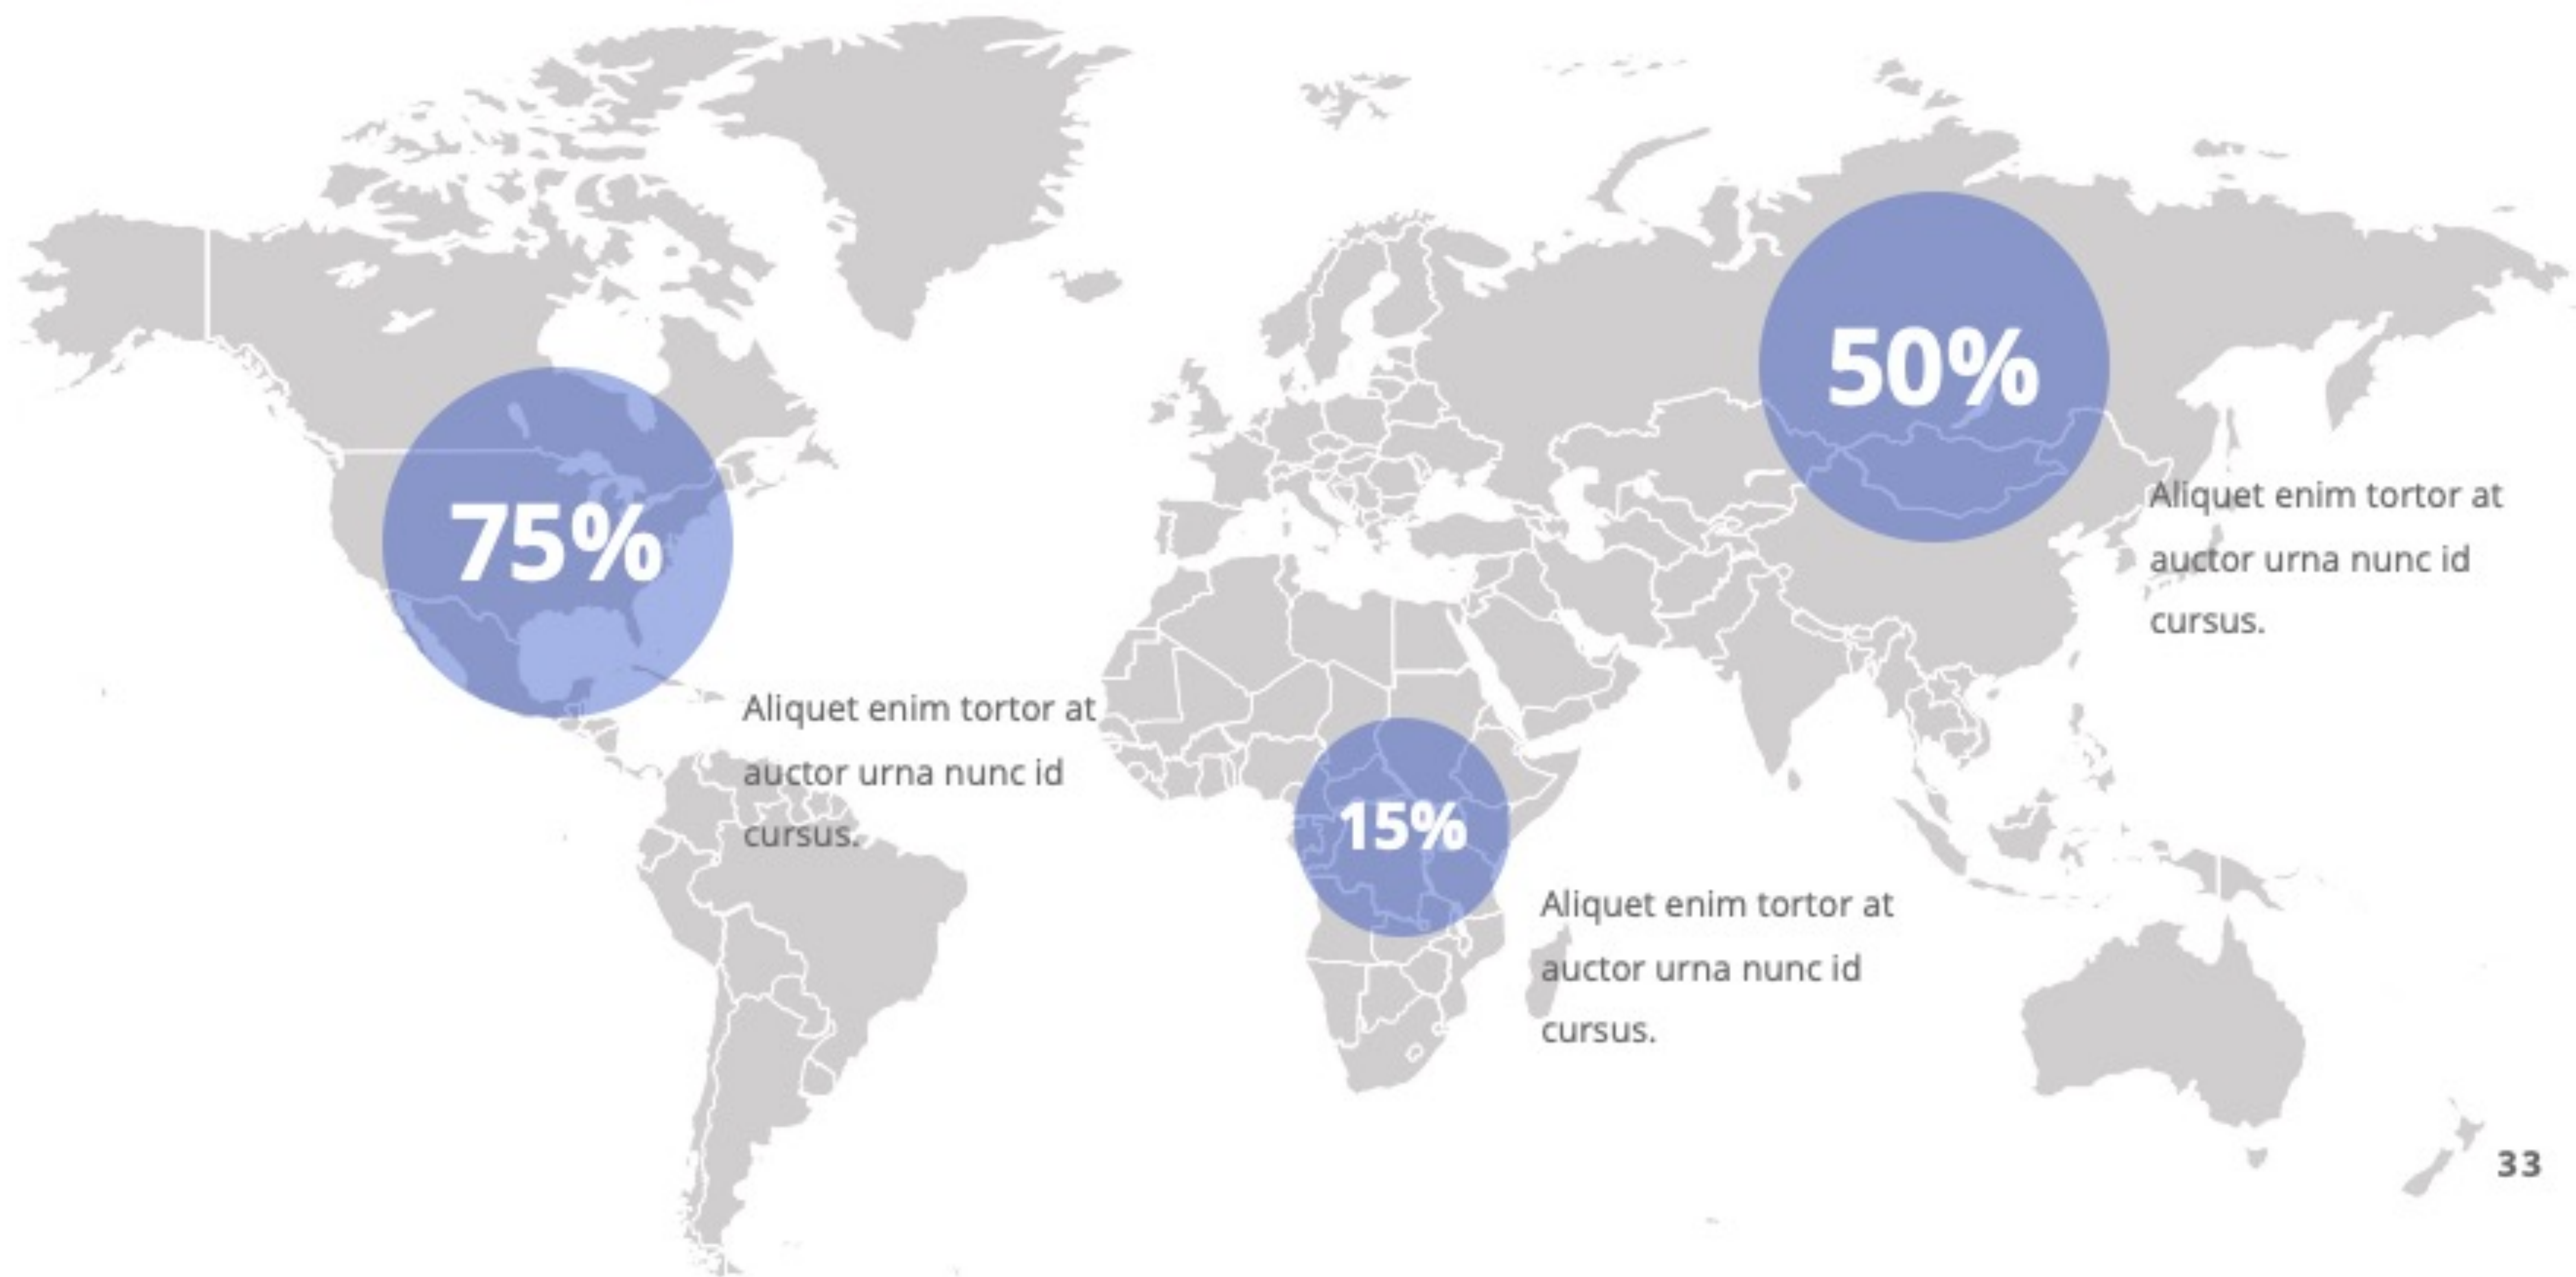 50%
75%
Aliquet enim tortor at
auctor urna nunc id
cursus.
Aliquet enim tortor at
auctor urna nunc id
cursus.
15%
Aliquet enim tortor at
auctor urna nunc id
cursus.
33